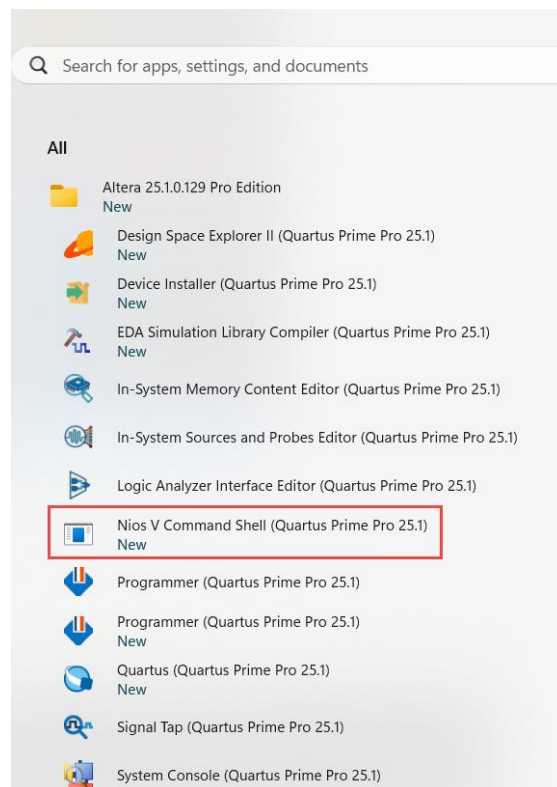 Search for apps, settings, and documents
All
Altera 25.1.0.129 Pro Edition
New
Design Space Explorer II (Quartus Prime Pro 25.1)
New
Device Installer (Quartus Prime Pro 25.1)
New
EDA Simulation Library Compiler (Quartus Prime Pro 25.1)
New
In-System Memory Content Editor (Quartus Prime Pro 25.1)
In-System Sources and Probes Editor (Quartus Prime Pro 25.1)
Logic Analyzer Interface Editor (Quartus Prime Pro 25.1)
Nios V Command Shell (Quartus Prime Pro 25.1)
New
Programmer (Quartus Prime Pro 25.1)
Programmer (Quartus Prime Pro 25.1)
New
Quartus (Quartus Prime Pro 25.1)
New
Signal Tap (Quartus Prime Pro 25.1)
System Console (Quartus Prime Pro 25.1)